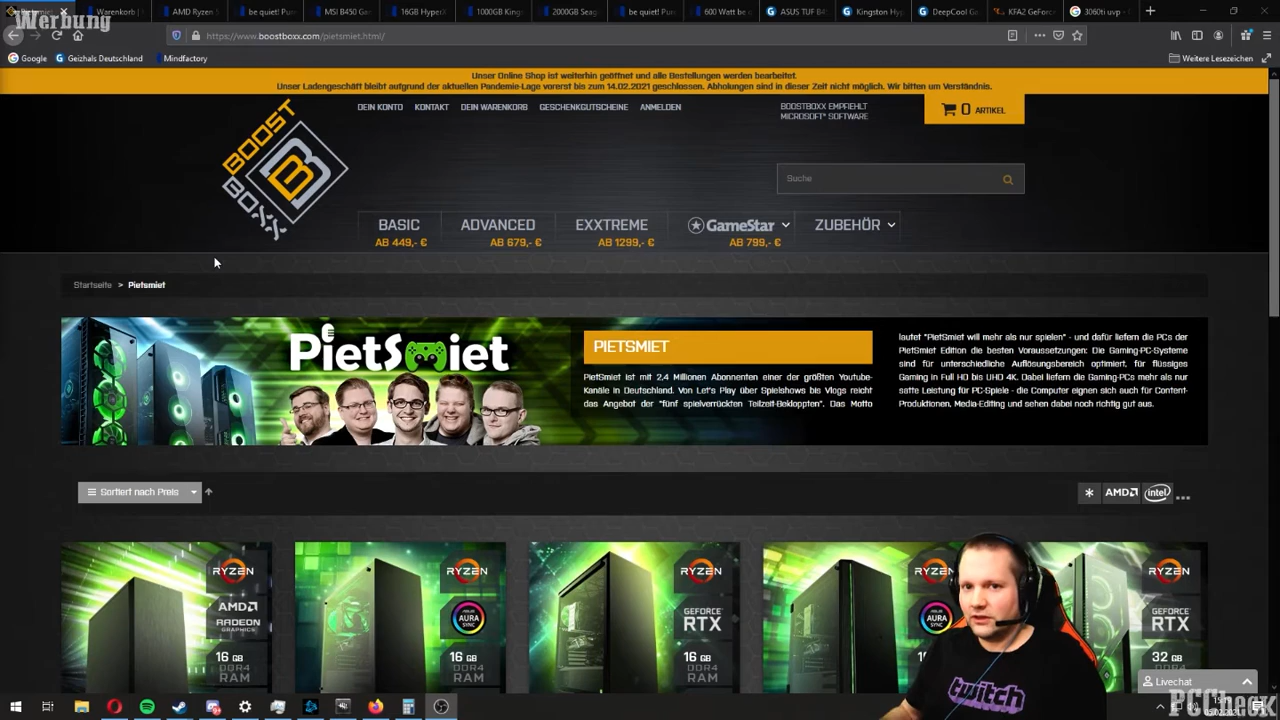 Werbung
Warenkorb |
AMD Ryzen 5
be quiet! Pur
MSI B450 Gam
16GB HyperX
1000GB Kings
2000GB Seag
be quiet! Pur
600 Watt be q
ASUS TUF B4
Kingston Hyp
DeepCool Ga
KFA2 GeForce
3060ti uvp - G
https://www.boostboxx.com/pietsmiet.html/
Google
Geizhals Deutschland
Mindfactory
Weitere Lesezeichen
Unser Online Shop ist weiterhin geöffnet und alle Bestellungen werden bearbeitet.
Unser Ladengeschäft bleibt aufgrund der aktuellen Pandemie-Lage vorerst bis zum 14.02.2021 geschlossen. Abholungen sind in dieser Zeit nicht möglich. Wir bitten um Verständnis.
DEIN KONTO
KONTAKT
DEIN WARENKORB
GESCHENKGUTSCHEINE
ANMELDEN
BOOSTBOXX EMPFIEHLT
MICROSOFT® SOFTWARE
0 ARTIKEL
BOOST
BOXX
Suche
BASIC
AB 449,- €
ADVANCED
AB 679,- €
EXXTREME
AB 1299,- €
GameStar
AB 799,- €
ZUBEHÖR
Startseite > Pietsmiet
PietSmiet
PIETSMIET
PietSmiet ist mit 2,4 Millionen Abonnenten einer der größten Youtube-
Kanäle in Deutschland. Von Let's Play über Spielshows bis Vlogs reicht
das Angebot der "fünf spielverrückten Teilzeit-Bekloppten". Das Motto
lautet "PietSmiet will mehr als nur spielen" - und dafür liefern die PCs der
PietSmiet Edition die besten Voraussetzungen: Die Gaming-PC-Systeme
sind für unterschiedliche Auflösungsbereich optimiert, für flüssiges
Gaming in Full HD bis UHD 4K. Dabei liefern die Gaming-PCs mehr als nur
satte Leistung für PC-Spiele - die Computer eignen sich auch für Content-
Produktionen, Media-Editing und sehen dabei noch richtig gut aus.
Sortiert nach Preis
AMD
intel
...
RYZEN
AMD
RADEON
GRAPHICS
16 GB
DDR4
RAM
RYZEN
AURA
SYNC
16 GB
DDR4
RAM
RYZEN
GEFORCE
RTX
16 GB
DDR4
RAM
RYZEN
AURA
SYNC
RYZEN
GEFORCE
RTX
32 GB
DDR4
twitch
Livechat
PCCheck